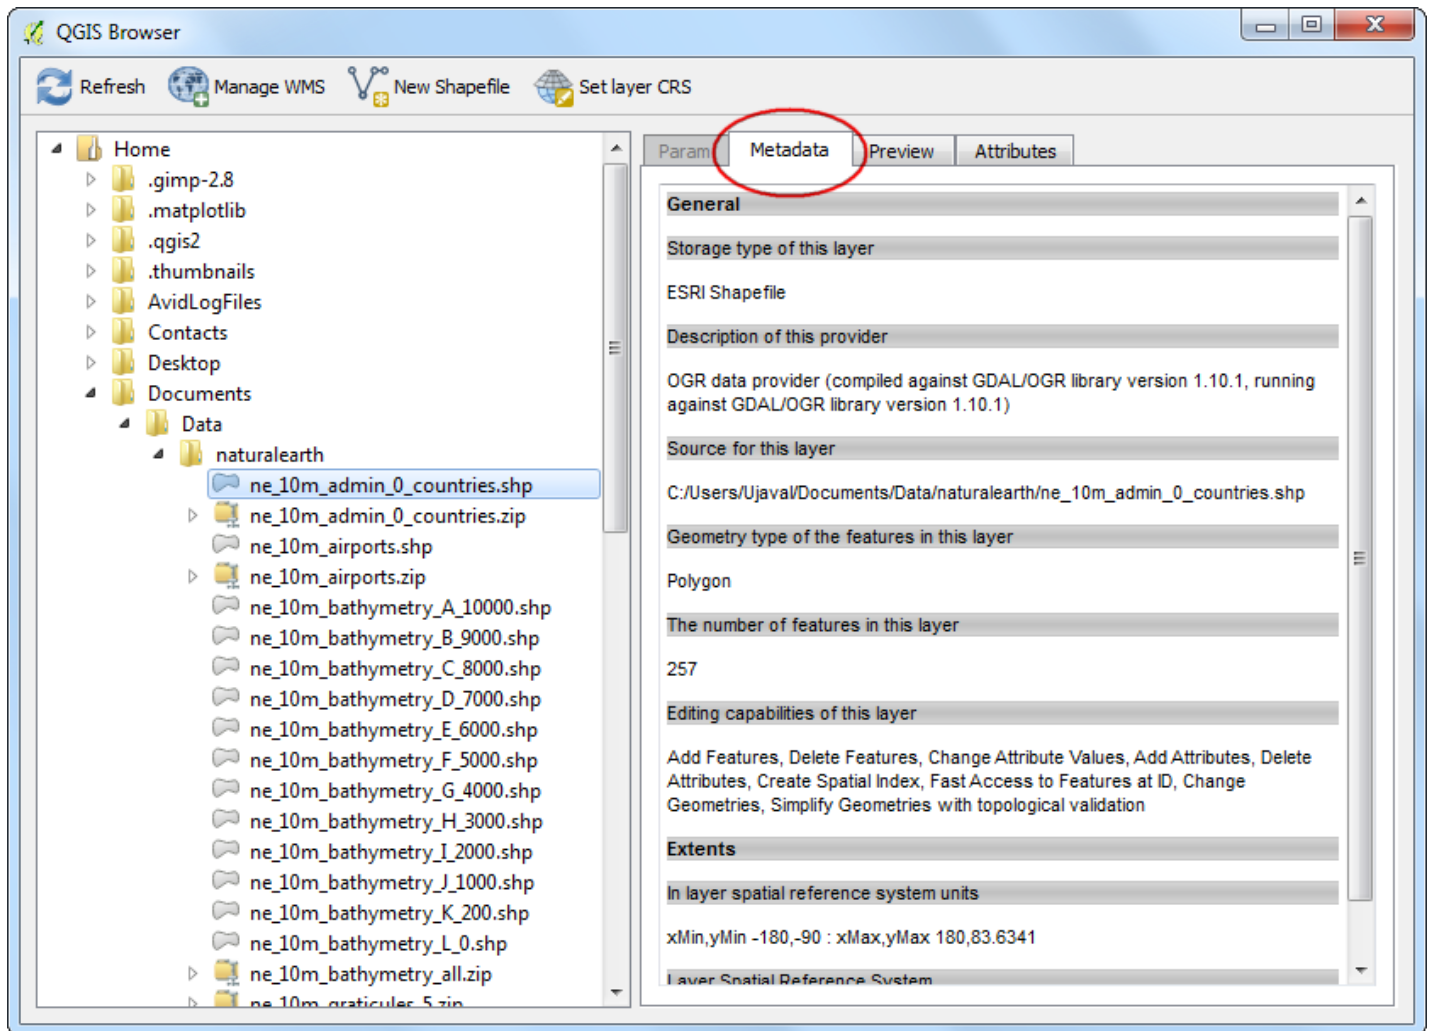 QGIS Browser
Refresh Manage WMS New Shapefile Set layer CRS
Home
.gimp-2.8
.matplotlib
.qgis2
.thumbnails
AvidLogFiles
Contacts
Desktop
Documents
Data
naturalearth
ne_10m_admin_0_countries.shp
ne_10m_admin_0_countries.zip
ne_10m_airports.shp
ne_10m_airports.zip
ne_10m_bathymetry_A_10000.shp
ne_10m_bathymetry_B_9000.shp
ne_10m_bathymetry_C_8000.shp
ne_10m_bathymetry_D_7000.shp
ne_10m_bathymetry_E_6000.shp
ne_10m_bathymetry_F_5000.shp
ne_10m_bathymetry_G_4000.shp
ne_10m_bathymetry_H_3000.shp
ne_10m_bathymetry_I_2000.shp
ne_10m_bathymetry_J_1000.shp
ne_10m_bathymetry_K_200.shp
ne_10m_bathymetry_L_0.shp
ne_10m_bathymetry_all.zip
ne_10m_graticules_5.zip
Param Metadata Preview Attributes
General
Storage type of this layer
ESRI Shapefile
Description of this provider
OGR data provider (compiled against GDAL/OGR library version 1.10.1, running
against GDAL/OGR library version 1.10.1)
Source for this layer
C:/Users/Ujaval/Documents/Data/naturalearth/ne_10m_admin_0_countries.shp
Geometry type of the features in this layer
Polygon
The number of features in this layer
257
Editing capabilities of this layer
Add Features, Delete Features, Change Attribute Values, Add Attributes, Delete
Attributes, Create Spatial Index, Fast Access to Features at ID, Change
Geometries, Simplify Geometries with topological validation
Extents
In layer spatial reference system units
xMin,yMin -180,-90 : xMax,yMax 180,83.6341
Layer Spatial Reference System